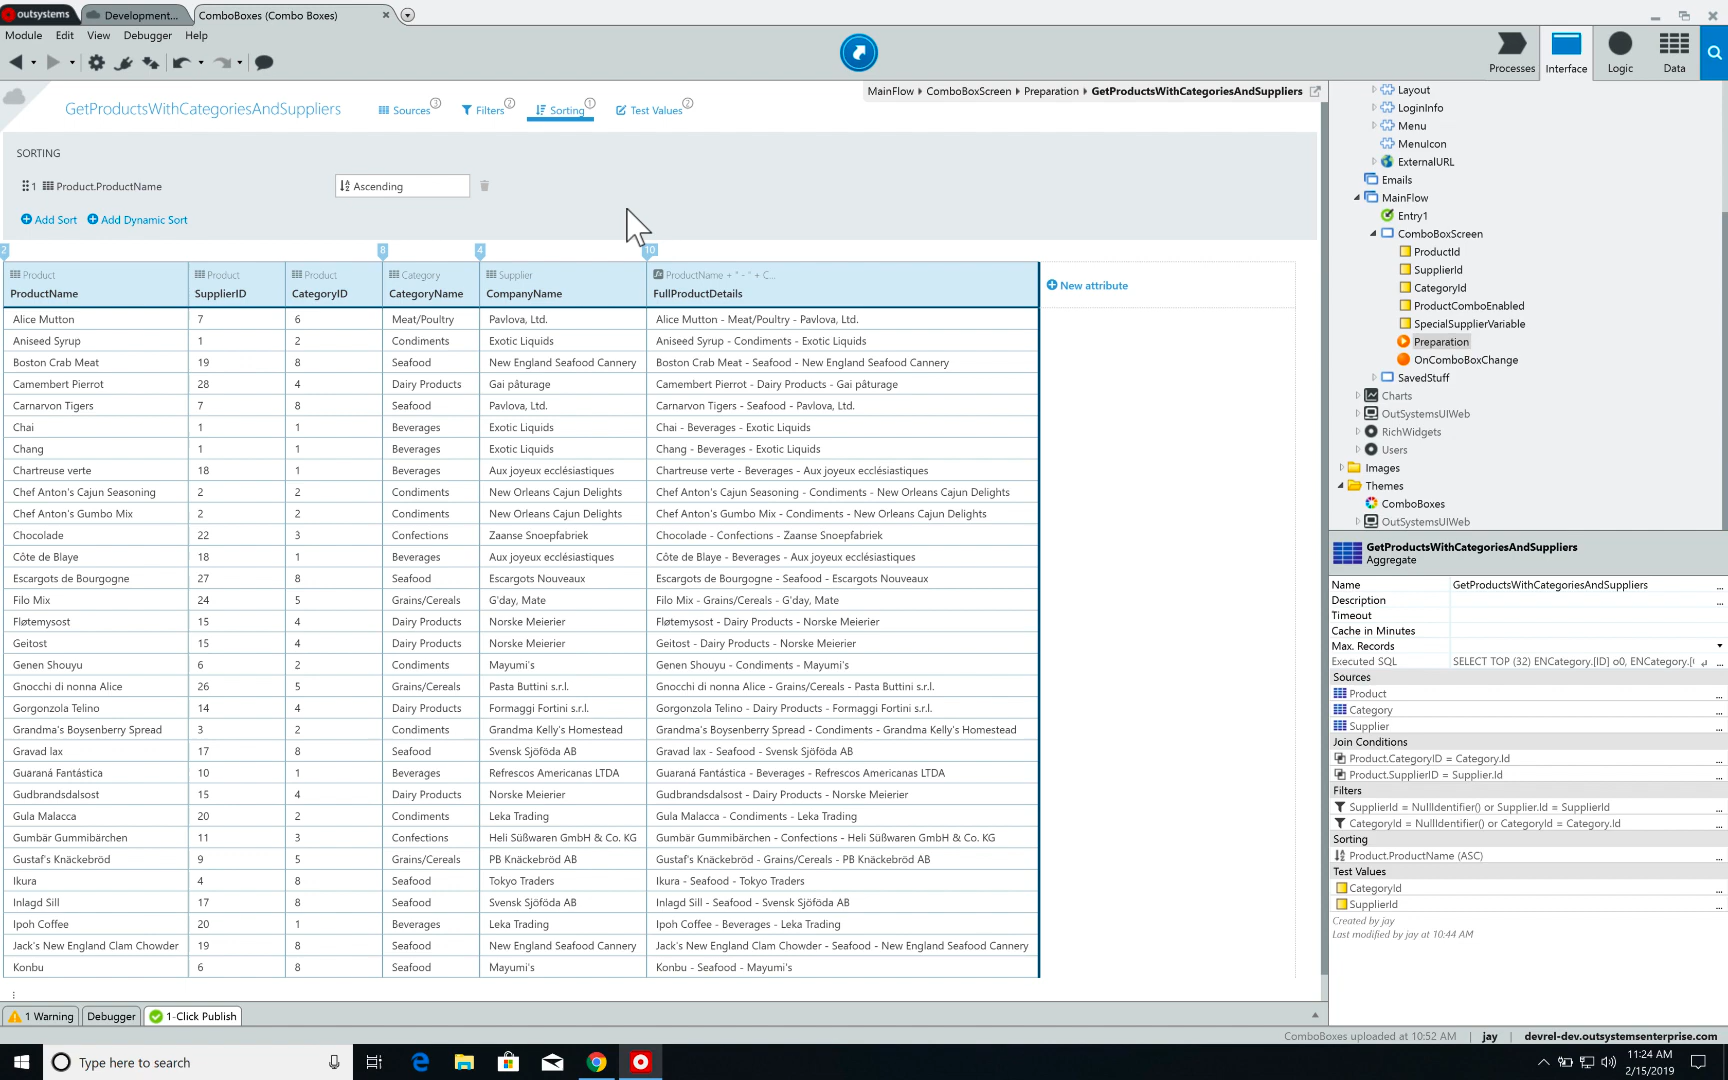 outsystems Development... ComboBoxes (Combo Boxes)
Module Edit View Debugger Help
Processes Interface Logic Data
GetProductsWithCategoriesAndSuppliers Sources 3 Filters 2 Sorting 1 Test Values 2
MainFlow ComboBoxScreen Preparation GetProductsWithCategoriesAndSuppliers
SORTING
1 Product.ProductName Ascending
Add Sort Add Dynamic Sort
2 8 4 10
Product Product Product Category Supplier ProductName + " - " + C...
ProductName SupplierID CategoryID CategoryName CompanyName FullProductDetails
New attribute
Alice Mutton 7 6 Meat/Poultry Pavlova, Ltd. Alice Mutton - Meat/Poultry - Pavlova, Ltd.
Aniseed Syrup 1 2 Condiments Exotic Liquids Aniseed Syrup - Condiments - Exotic Liquids
Boston Crab Meat 19 8 Seafood New England Seafood Cannery Boston Crab Meat - Seafood - New England Seafood Cannery
Camembert Pierrot 28 4 Dairy Products Gai pâturage Camembert Pierrot - Dairy Products - Gai pâturage
Carnarvon Tigers 7 8 Seafood Pavlova, Ltd. Carnarvon Tigers - Seafood - Pavlova, Ltd.
Chai 1 1 Beverages Exotic Liquids Chai - Beverages - Exotic Liquids
Chang 1 1 Beverages Exotic Liquids Chang - Beverages - Exotic Liquids
Chartreuse verte 18 1 Beverages Aux joyeux ecclésiastiques Chartreuse verte - Beverages - Aux joyeux ecclésiastiques
Chef Anton's Cajun Seasoning 2 2 Condiments New Orleans Cajun Delights Chef Anton's Cajun Seasoning - Condiments - New Orleans Cajun Delights
Chef Anton's Gumbo Mix 2 2 Condiments New Orleans Cajun Delights Chef Anton's Gumbo Mix - Condiments - New Orleans Cajun Delights
Chocolade 22 3 Confections Zaanse Snoepfabriek Chocolade - Confections - Zaanse Snoepfabriek
Côte de Blaye 18 1 Beverages Aux joyeux ecclésiastiques Côte de Blaye - Beverages - Aux joyeux ecclésiastiques
Escargots de Bourgogne 27 8 Seafood Escargots Nouveaux Escargots de Bourgogne - Seafood - Escargots Nouveaux
Filo Mix 24 5 Grains/Cereals G'day, Mate Filo Mix - Grains/Cereals - G'day, Mate
Fløtemysost 15 4 Dairy Products Norske Meierier Fløtemysost - Dairy Products - Norske Meierier
Geitost 15 4 Dairy Products Norske Meierier Geitost - Dairy Products - Norske Meierier
Genen Shouyu 6 2 Condiments Mayumi's Genen Shouyu - Condiments - Mayumi's
Gnocchi di nonna Alice 26 5 Grains/Cereals Pasta Buttini s.r.l. Gnocchi di nonna Alice - Grains/Cereals - Pasta Buttini s.r.l.
Gorgonzola Telino 14 4 Dairy Products Formaggi Fortini s.r.l. Gorgonzola Telino - Dairy Products - Formaggi Fortini s.r.l.
Grandma's Boysenberry Spread 3 2 Condiments Grandma Kelly's Homestead Grandma's Boysenberry Spread - Condiments - Grandma Kelly's Homestead
Gravad lax 17 8 Seafood Svensk Sjöföda AB Gravad lax - Seafood - Svensk Sjöföda AB
Guaraná Fantástica 10 1 Beverages Refrescos Americanas LTDA Guaraná Fantástica - Beverages - Refrescos Americanas LTDA
Gudbrandsdalsost 15 4 Dairy Products Norske Meierier Gudbrandsdalsost - Dairy Products - Norske Meierier
Gula Malacca 20 2 Condiments Leka Trading Gula Malacca - Condiments - Leka Trading
Gumbär Gummibärchen 11 3 Confections Heli Süßwaren GmbH & Co. KG Gumbär Gummibärchen - Confections - Heli Süßwaren GmbH & Co. KG
Gustaf's Knäckebröd 9 5 Grains/Cereals PB Knäckebröd AB Gustaf's Knäckebröd - Grains/Cereals - PB Knäckebröd AB
Ikura 4 8 Seafood Tokyo Traders Ikura - Seafood - Tokyo Traders
Inlagd Sill 17 8 Seafood Svensk Sjöföda AB Inlagd Sill - Seafood - Svensk Sjöföda AB
Ipoh Coffee 20 1 Beverages Leka Trading Ipoh Coffee - Beverages - Leka Trading
Jack's New England Clam Chowder 19 8 Seafood New England Seafood Cannery Jack's New England Clam Chowder - Seafood - New England Seafood Cannery
Konbu 6 8 Seafood Mayumi's Konbu - Seafood - Mayumi's
Layout
LoginInfo
Menu
MenuIcon
ExternalURL
Emails
MainFlow
Entry1
ComboBoxScreen
ProductId
SupplierId
CategoryId
ProductComboEnabled
SpecialSupplierVariable
Preparation
OnComboBoxChange
SavedStuff
Charts
OutSystemsUIWeb
RichWidgets
Users
Images
Themes
ComboBoxes
OutSystemsUIWeb
GetProductsWithCategoriesAndSuppliers
Aggregate
Name GetProductsWithCategoriesAndSuppliers ...
Description ...
Timeout
Cache in Minutes
Max. Records
Executed SQL SELECT TOP (32) ENCategory.[ID] o0, ENCategory.[ ...
Sources
Product ...
Category ...
Supplier ...
Join Conditions
Product.CategoryID = Category.Id ...
Product.SupplierID = Supplier.Id ...
Filters
SupplierId = NullIdentifier() or Supplier.Id = SupplierId ...
CategoryId = NullIdentifier() or CategoryId = Category.Id ...
Sorting
Product.ProductName (ASC) ...
Test Values
CategoryId ...
SupplierId ...
Created by jay
Last modified by jay at 10:44 AM
1 Warning Debugger 1-Click Publish
ComboBoxes uploaded at 10:52 AM jay devrel-dev.outsystemsenterprise.com
Type here to search
11:24 AM
2/15/2019